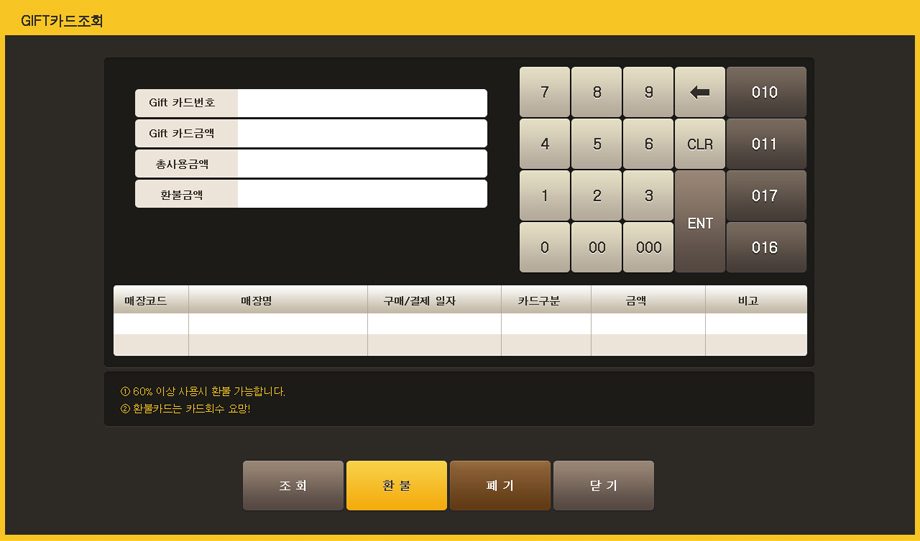 GIFT카드조회
Gift 카드번호
Gift 카드금액
총사용금액
환불금액
7 8 9 ← 010
4 5 6 CLR 011
1 2 3 ENT 017
0 00 000 016
매장코드 매장명 구매/결제 일자 카드구분 금액 비고
① 60% 이상 사용시 환불 가능합니다.
② 환불카드는 카드회수 요망!
조 회 환 불 폐 기 닫 기